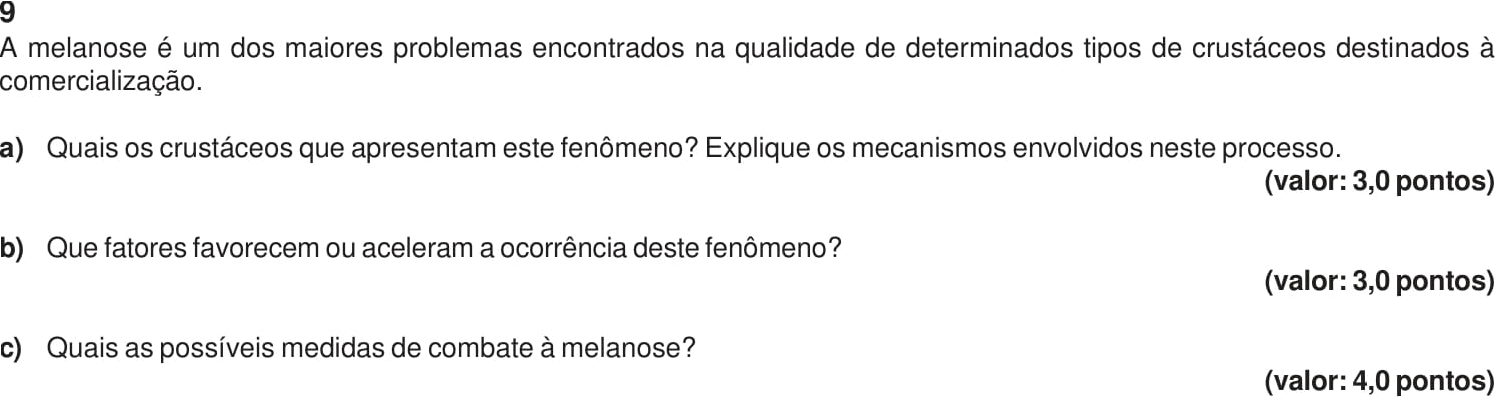 9
A melanose é um dos maiores problemas encontrados na qualidade de determinados tipos de crustáceos destinados à
comercialização.
a) Quais os crustáceos que apresentam este fenômeno? Explique os mecanismos envolvidos neste processo.
(valor: 3,0 pontos)
b) Que fatores favorecem ou aceleram a ocorrência deste fenômeno?
(valor: 3,0 pontos)
c) Quais as possíveis medidas de combate à melanose?
(valor: 4,0 pontos)